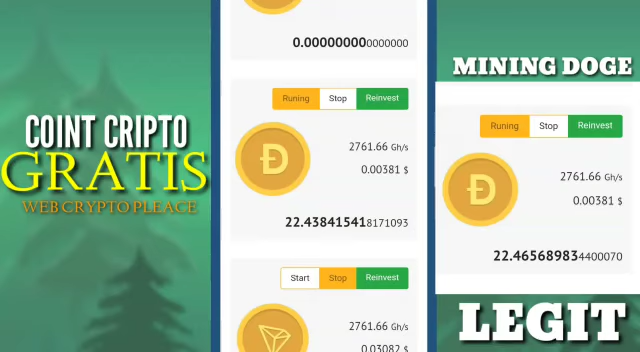 COINT CRIPTO
GRATIS
WEB CRYPTO PLEACE
0.000000000000000
Runing Stop Reinvest
2761.66 Gh/s
0.00381 $
22.438415418171093
Start Stop Reinvest
2761.66 Gh/s
0.03082 $
MINING DOGE
Runing Stop Reinvest
2761.66 Gh/s
0.00381 $
22.465689834400070
LEGIT